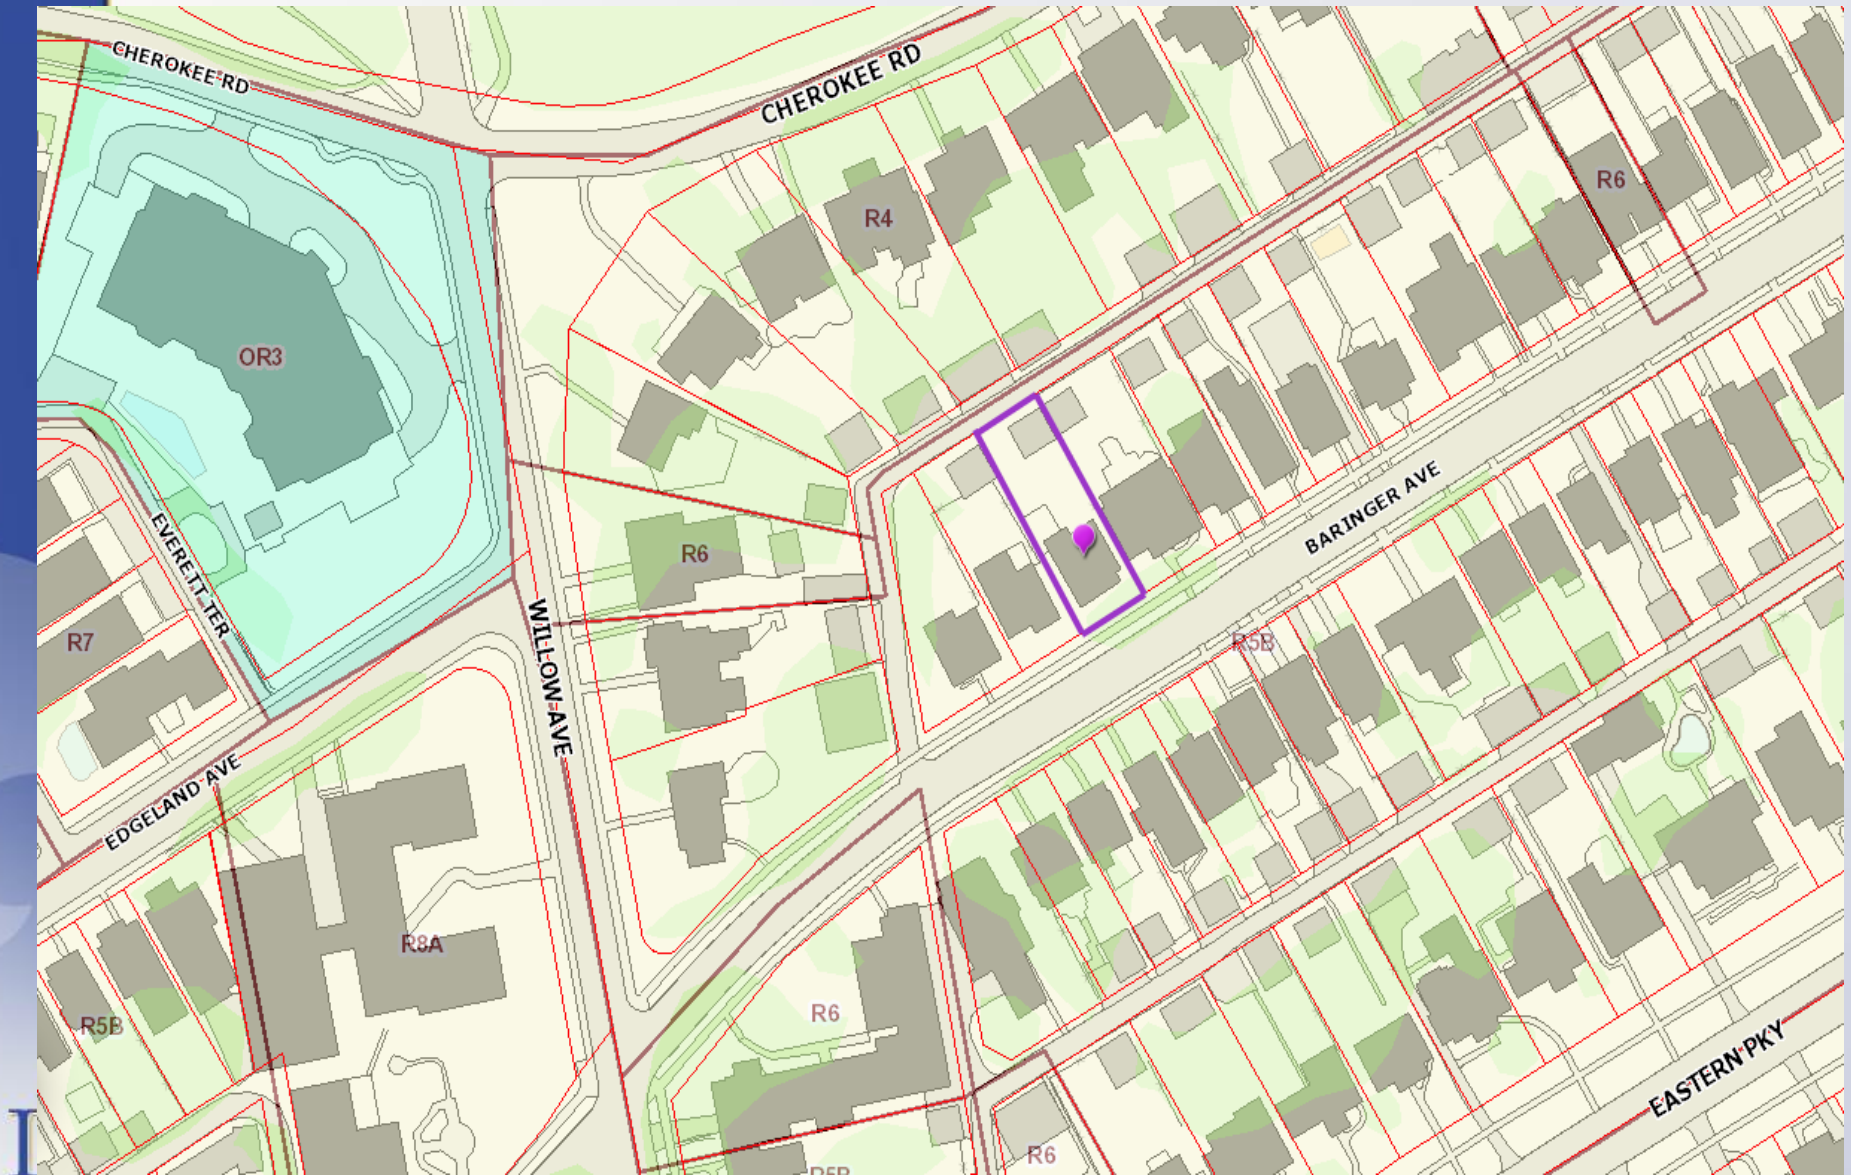 CHEROKEE RD
CHEROKEE RD
R6
R4
OR3
BARINGER AVE
EVERETT TER
R6
WILLOW AVE
R7
R5B
EDGELAND AVE
R8A
R6
R5B
EASTERN PKY
R6
R5B
I